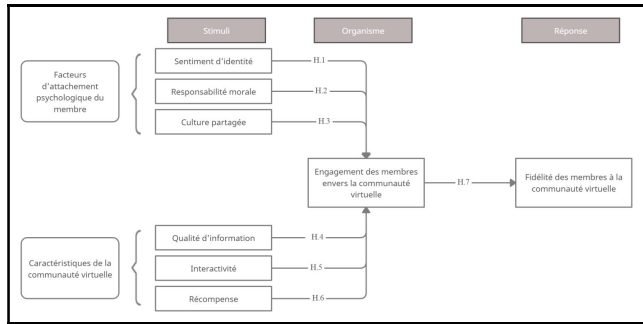 Stimuli
Organisme
Réponse
Facteurs
d'attachement
psychologique du
membre
Sentiment d'identité
H.1
Responsabilité morale
H.2
Culture partagée
H.3
Engagement des membres
envers la communauté
virtuelle
H.7
Fidélité des membres à la
communauté virtuelle
Caractéristiques de la
communauté virtuelle
Qualité d'information
H.4
Interactivité
H.5
Récompense
H.6